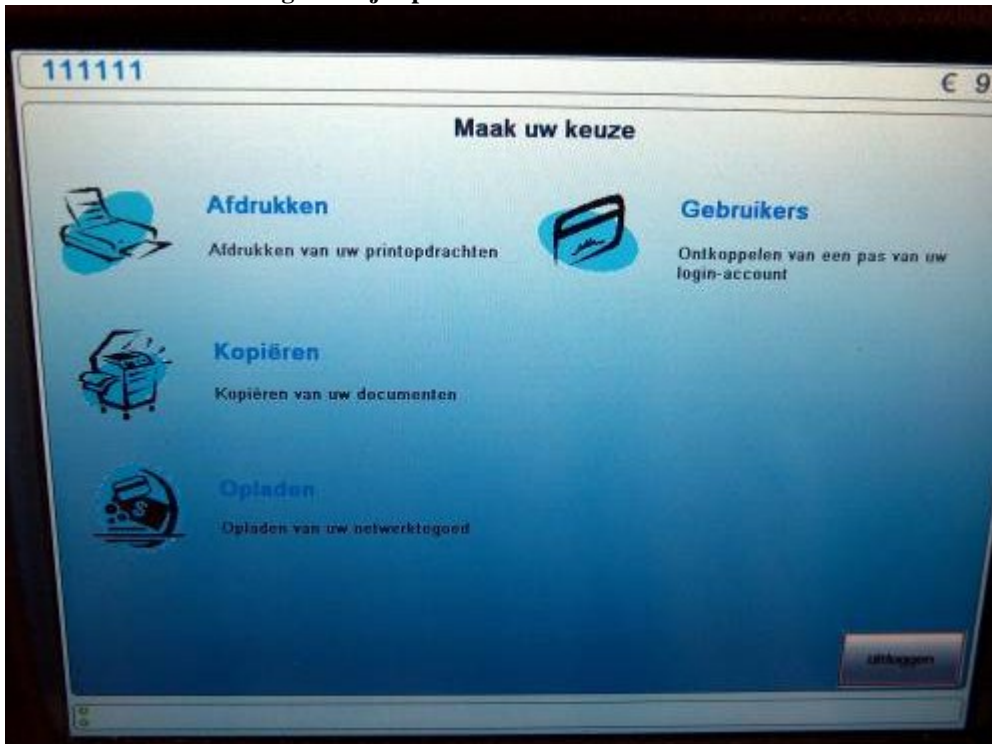 111111
€ 9
Maak uw keuze
Afdrukken
Afdrukken van uw printopdrachten
Gebruikers
Ontkoppelen van een pas van uw
login-account
Kopiëren
Kopiëren van uw documenten
Opladen
Opladen van uw netwerktegoed
uitloggen